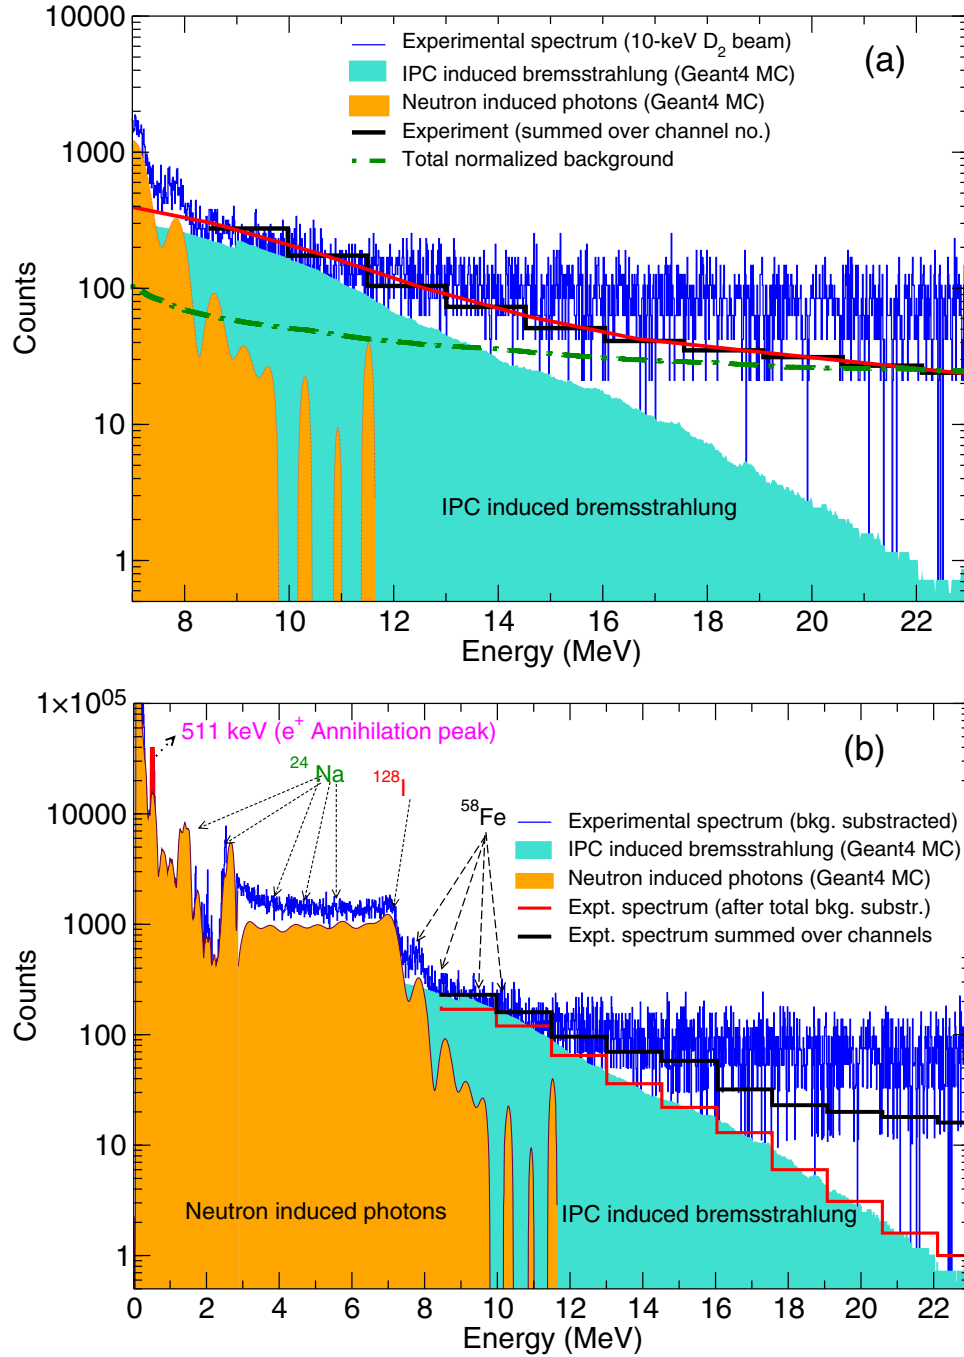 10000
1000
100
10
1
Counts
Experimental spectrum (10-keV D2 beam)
IPC induced bremsstrahlung (Geant4 MC)
Neutron induced photons (Geant4 MC)
Experiment (summed over channel no.)
Total normalized background
(a)
IPC induced bremsstrahlung
8 10 12 14 16 18 20 22
Energy (MeV)
1×10^05
10000
1000
100
10
1
Counts
511 keV (e+ Annihilation peak)
(b)
24Na
128I
58Fe
Experimental spectrum (bkg. substracted)
IPC induced bremsstrahlung (Geant4 MC)
Neutron induced photons (Geant4 MC)
Expt. spectrum (after total bkg. substr.)
Expt. spectrum summed over channels
Neutron induced photons
IPC induced bremsstrahlung
0 2 4 6 8 10 12 14 16 18 20 22
Energy (MeV)